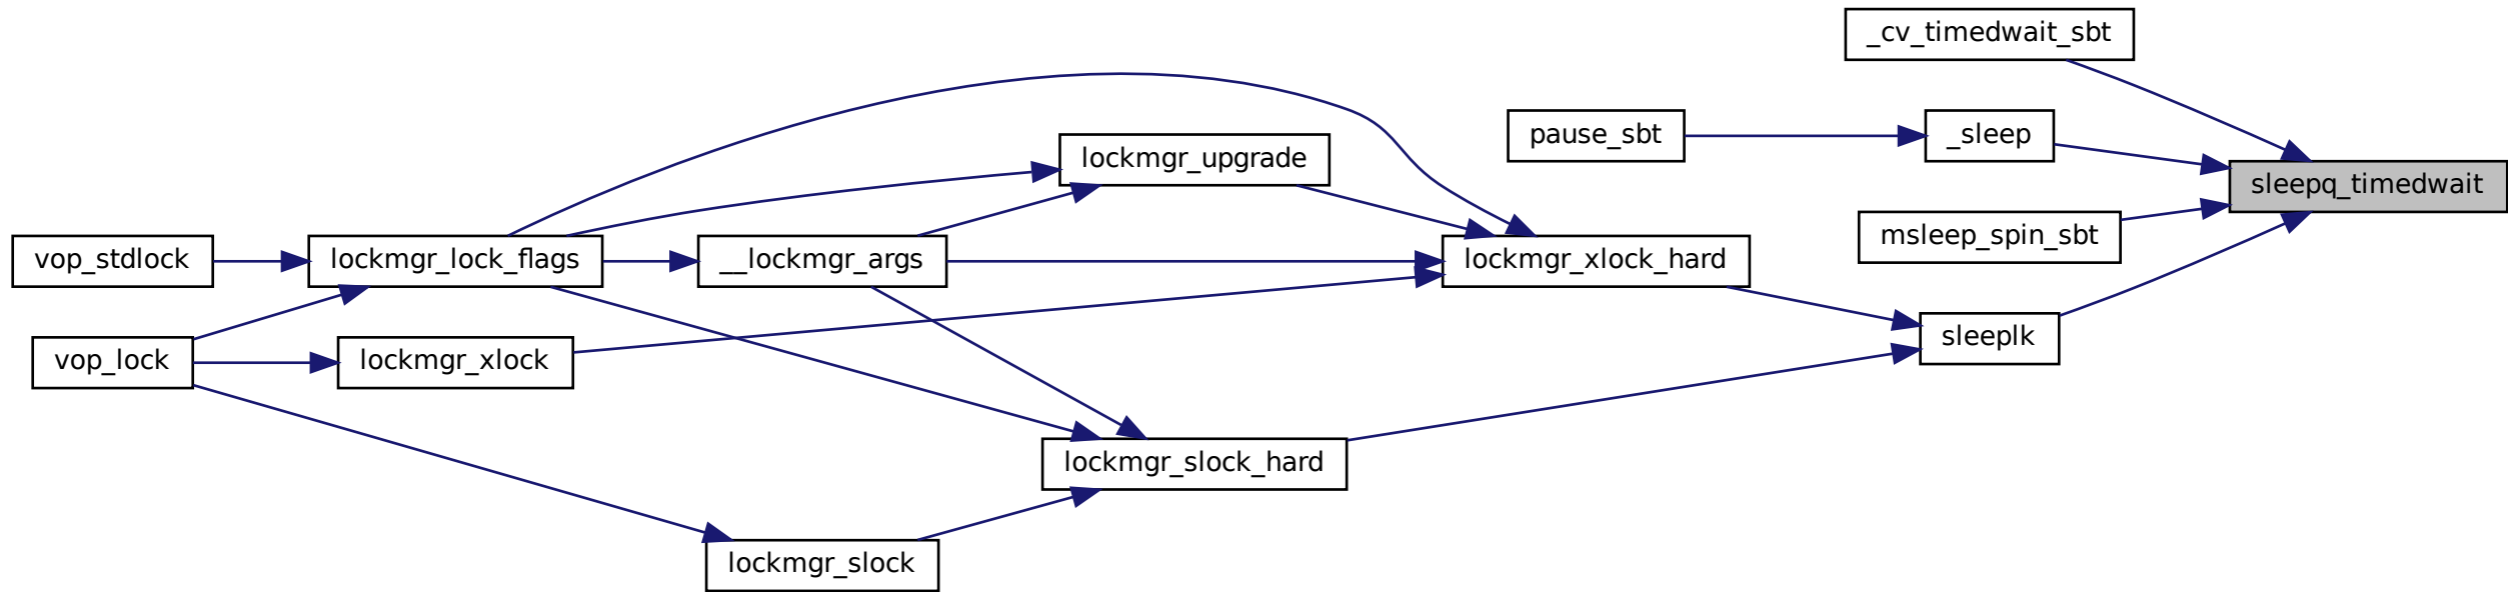 _cv_timedwait_sbt
pause_sbt
_sleep
lockmgr_upgrade
sleepq_timedwait
msleep_spin_sbt
vop_stdlock
lockmgr_lock_flags
__lockmgr_args
lockmgr_xlock_hard
sleeplk
vop_lock
lockmgr_xlock
lockmgr_slock_hard
lockmgr_slock